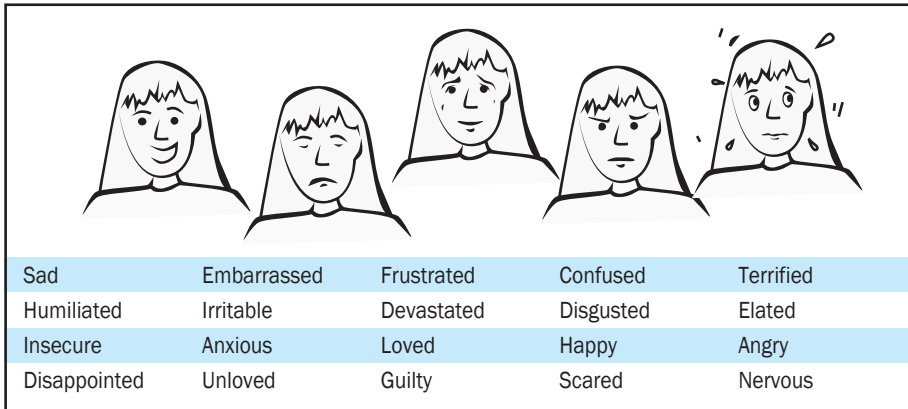 Sad Embarrassed Frustrated Confused Terrified
Humiliated Irritable Devastated Disgusted Elated
Insecure Anxious Loved Happy Angry
Disappointed Unloved Guilty Scared Nervous